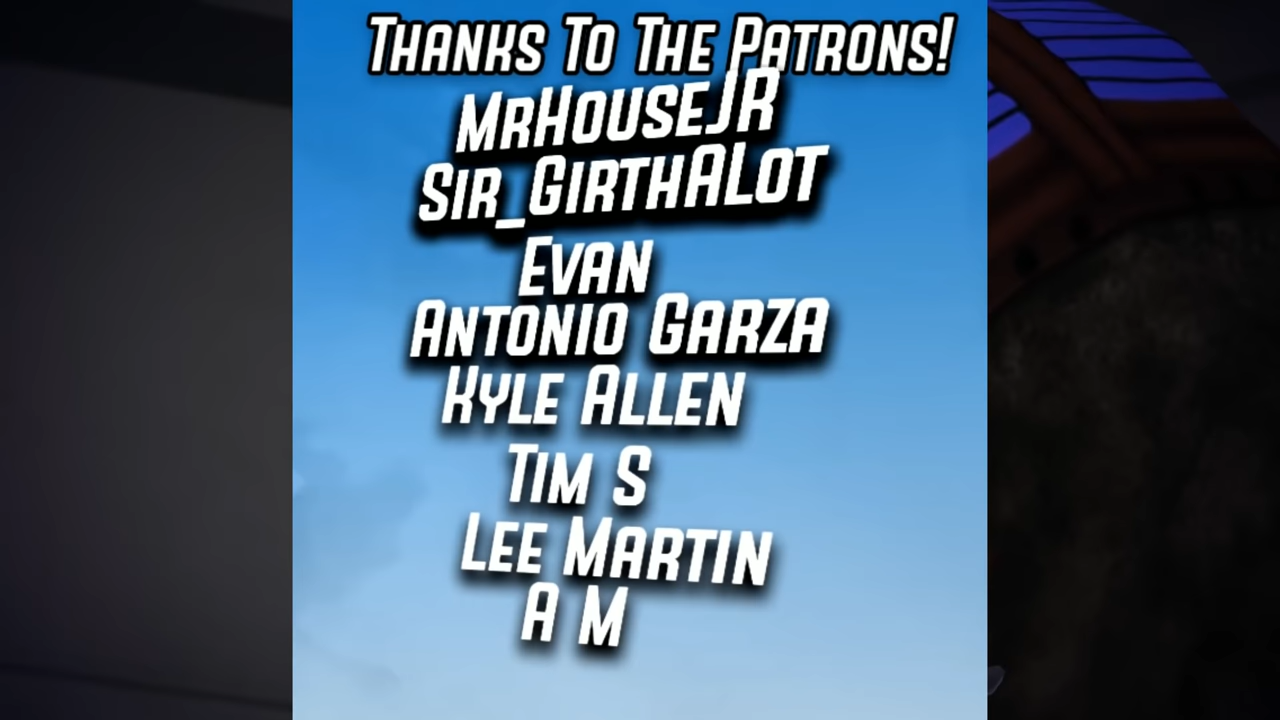 Thanks To The Patrons!
MrHouseJR
Sir_GirthALot
Evan
Antonio Garza
Kyle Allen
Tim S
Lee Martin
A M